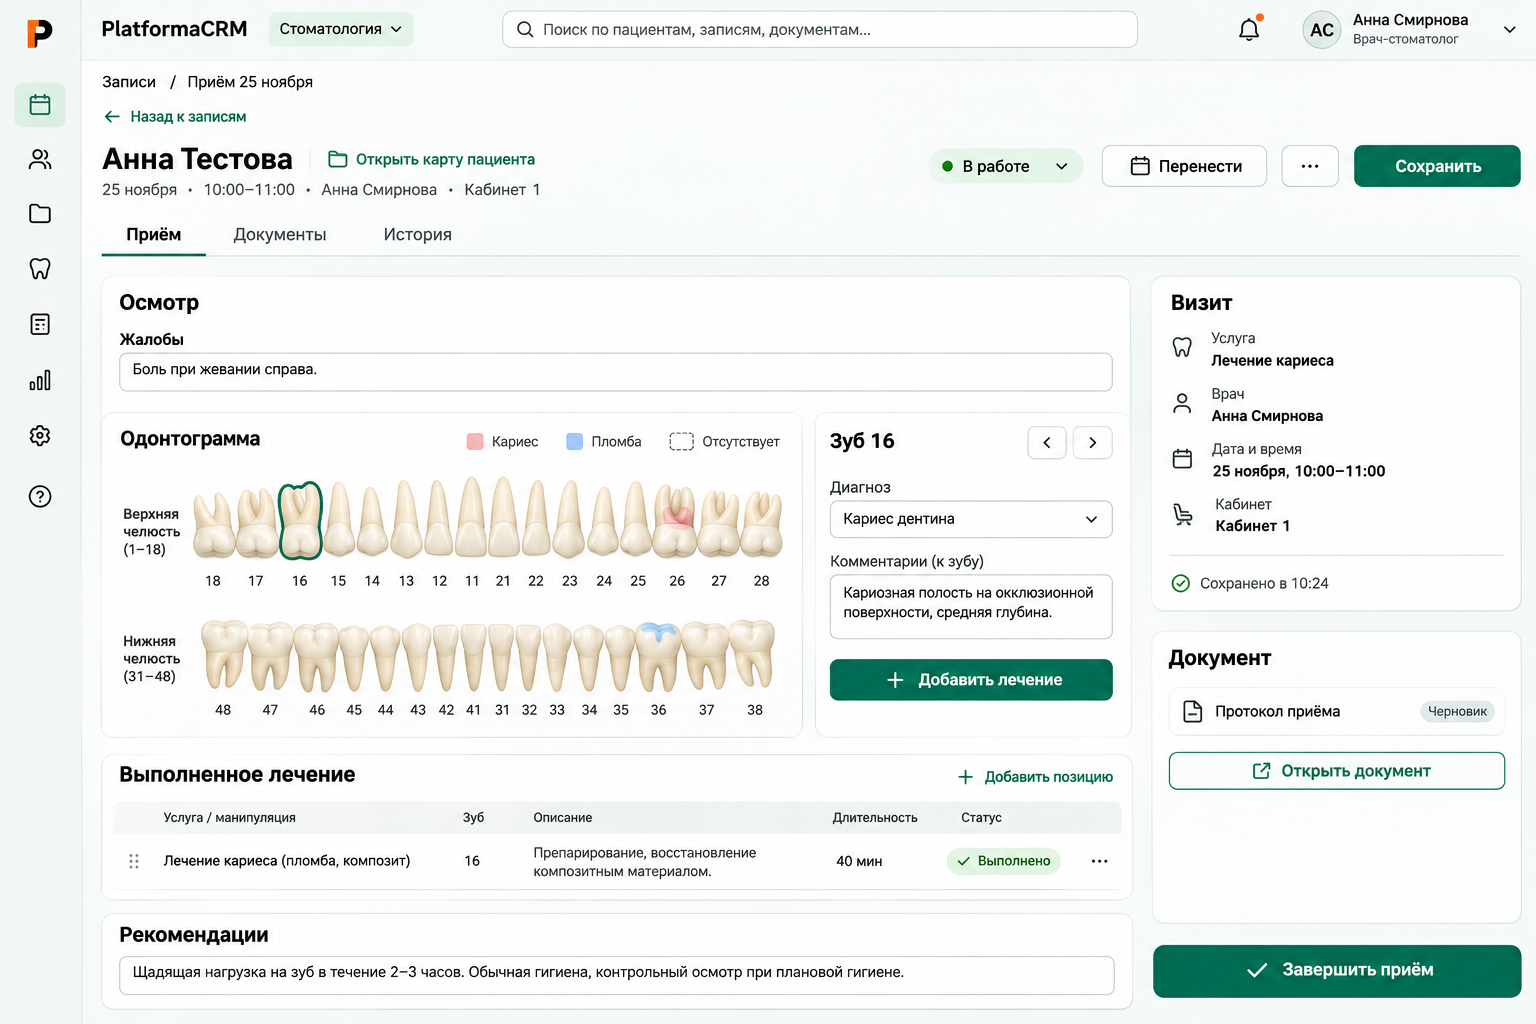 PlatformaCRM
Стоматология
Поиск по пациентам, записям, документам...
АС
Анна Смирнова
Врач-стоматолог
Записи / Приём 25 ноября
Назад к записям
Анна Тестова
Открыть карту пациента
25 ноября • 10:00–11:00 • Анна Смирнова • Кабинет 1
В работе
Перенести
Сохранить
Приём
Документы
История
Осмотр
Жалобы
Боль при жевании справа.
Одонтограмма
Кариес
Пломба
Отсутствует
Верхняя
челюсть
(1–18)
18 17 16 15 14 13 12 11 21 22 23 24 25 26 27 28
Нижняя
челюсть
(31–48)
48 47 46 45 44 43 42 41 31 32 33 34 35 36 37 38
Зуб 16
Диагноз
Кариес дентина
Комментарии (к зубу)
Кариозная полость на окклюзионной
поверхности, средняя глубина.
Добавить лечение
Выполненное лечение
Добавить позицию
Услуга / манипуляция Зуб Описание Длительность Статус
Лечение кариеса (пломба, композит)
16
Препарирование, восстановление
композитным материалом.
40 мин
Выполнено
Рекомендации
Щадящая нагрузка на зуб в течение 2–3 часов. Обычная гигиена, контрольный осмотр при плановой гигиене.
Визит
Услуга
Лечение кариеса
Врач
Анна Смирнова
Дата и время
25 ноября, 10:00–11:00
Кабинет
Кабинет 1
Сохранено в 10:24
Документ
Протокол приёма
Черновик
Открыть документ
Завершить приём